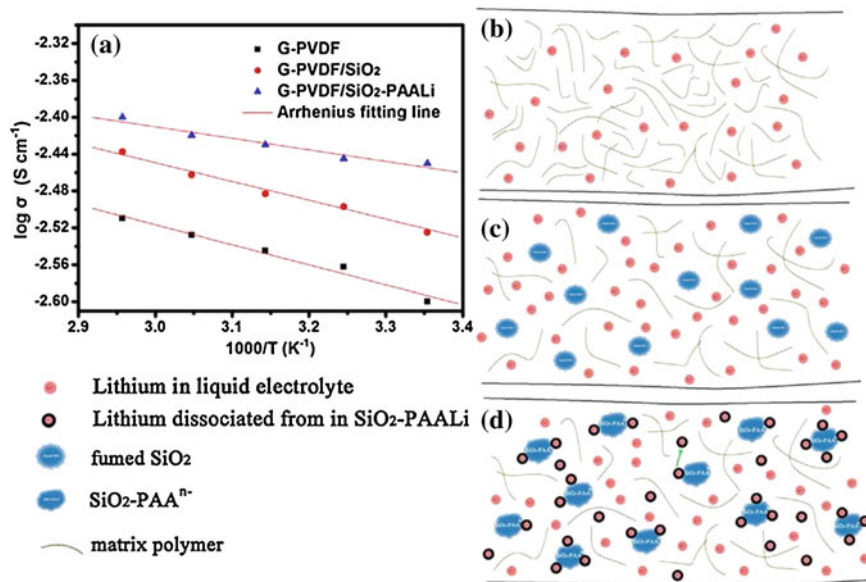 (a)
G-PVDF
G-PVDF/SiO₂
G-PVDF/SiO₂-PAALi
Arrhenius fitting line
log σ (S cm⁻¹)
-2.28
-2.32
-2.36
-2.40
-2.44
-2.48
-2.52
-2.56
-2.60
2.9 3.0 3.1 3.2 3.3 3.4
1000/T (K⁻¹)
Lithium in liquid electrolyte
Lithium dissociated from in SiO₂-PAALi
fumed SiO₂
SiO₂-PAAⁿ⁻
matrix polymer
(b)
(c)
(d)